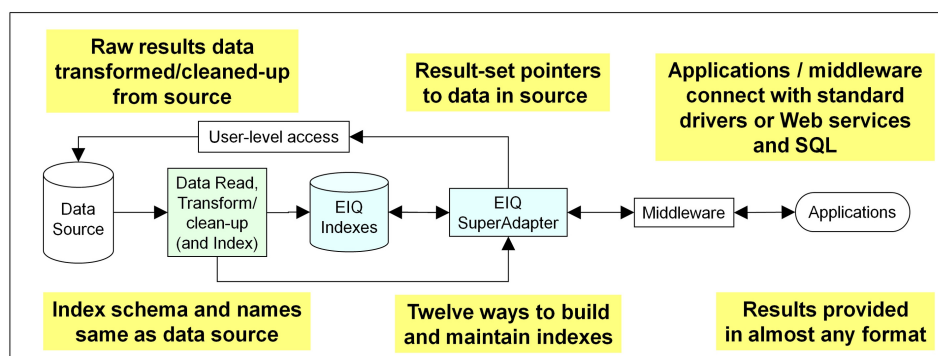 Raw results data
transformed/cleaned-up
from source
Result-set pointers
to data in source
Applications / middleware
connect with standard
drivers or Web services
and SQL
User-level access
Data
Source
Data Read,
Transform/
clean-up
(and Index)
EIQ
Indexes
EIQ
SuperAdapter
Middleware
Applications
Index schema and names
same as data source
Twelve ways to build
and maintain indexes
Results provided
in almost any format